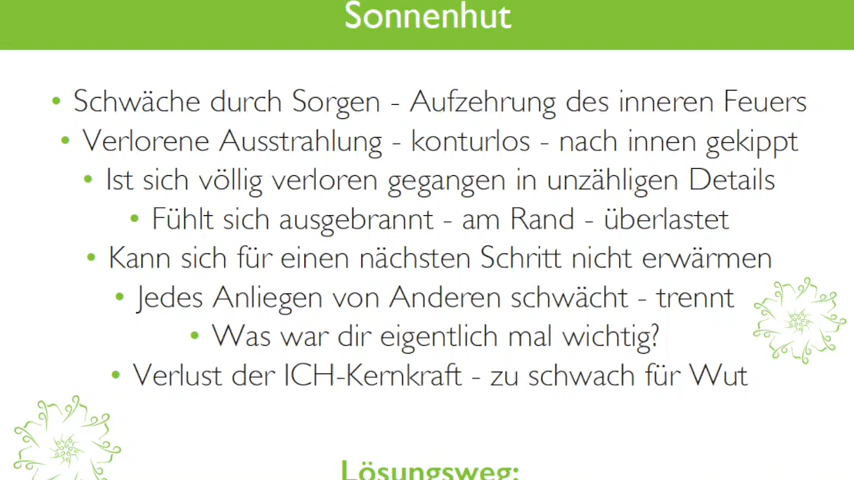 Sonnenhut
• Schwäche durch Sorgen - Aufzehrung des inneren Feuers
• Verlorene Ausstrahlung - konturlos - nach innen gekippt
• Ist sich völlig verloren gegangen in unzähligen Details
• Fühlt sich ausgebrannt - am Rand - überlastet
• Kann sich für einen nächsten Schritt nicht erwärmen
• Jedes Anliegen von Anderen schwächt - trennt
• Was war dir eigentlich mal wichtig?
• Verlust der ICH-Kernkraft - zu schwach für Wut
Lösungsweg: